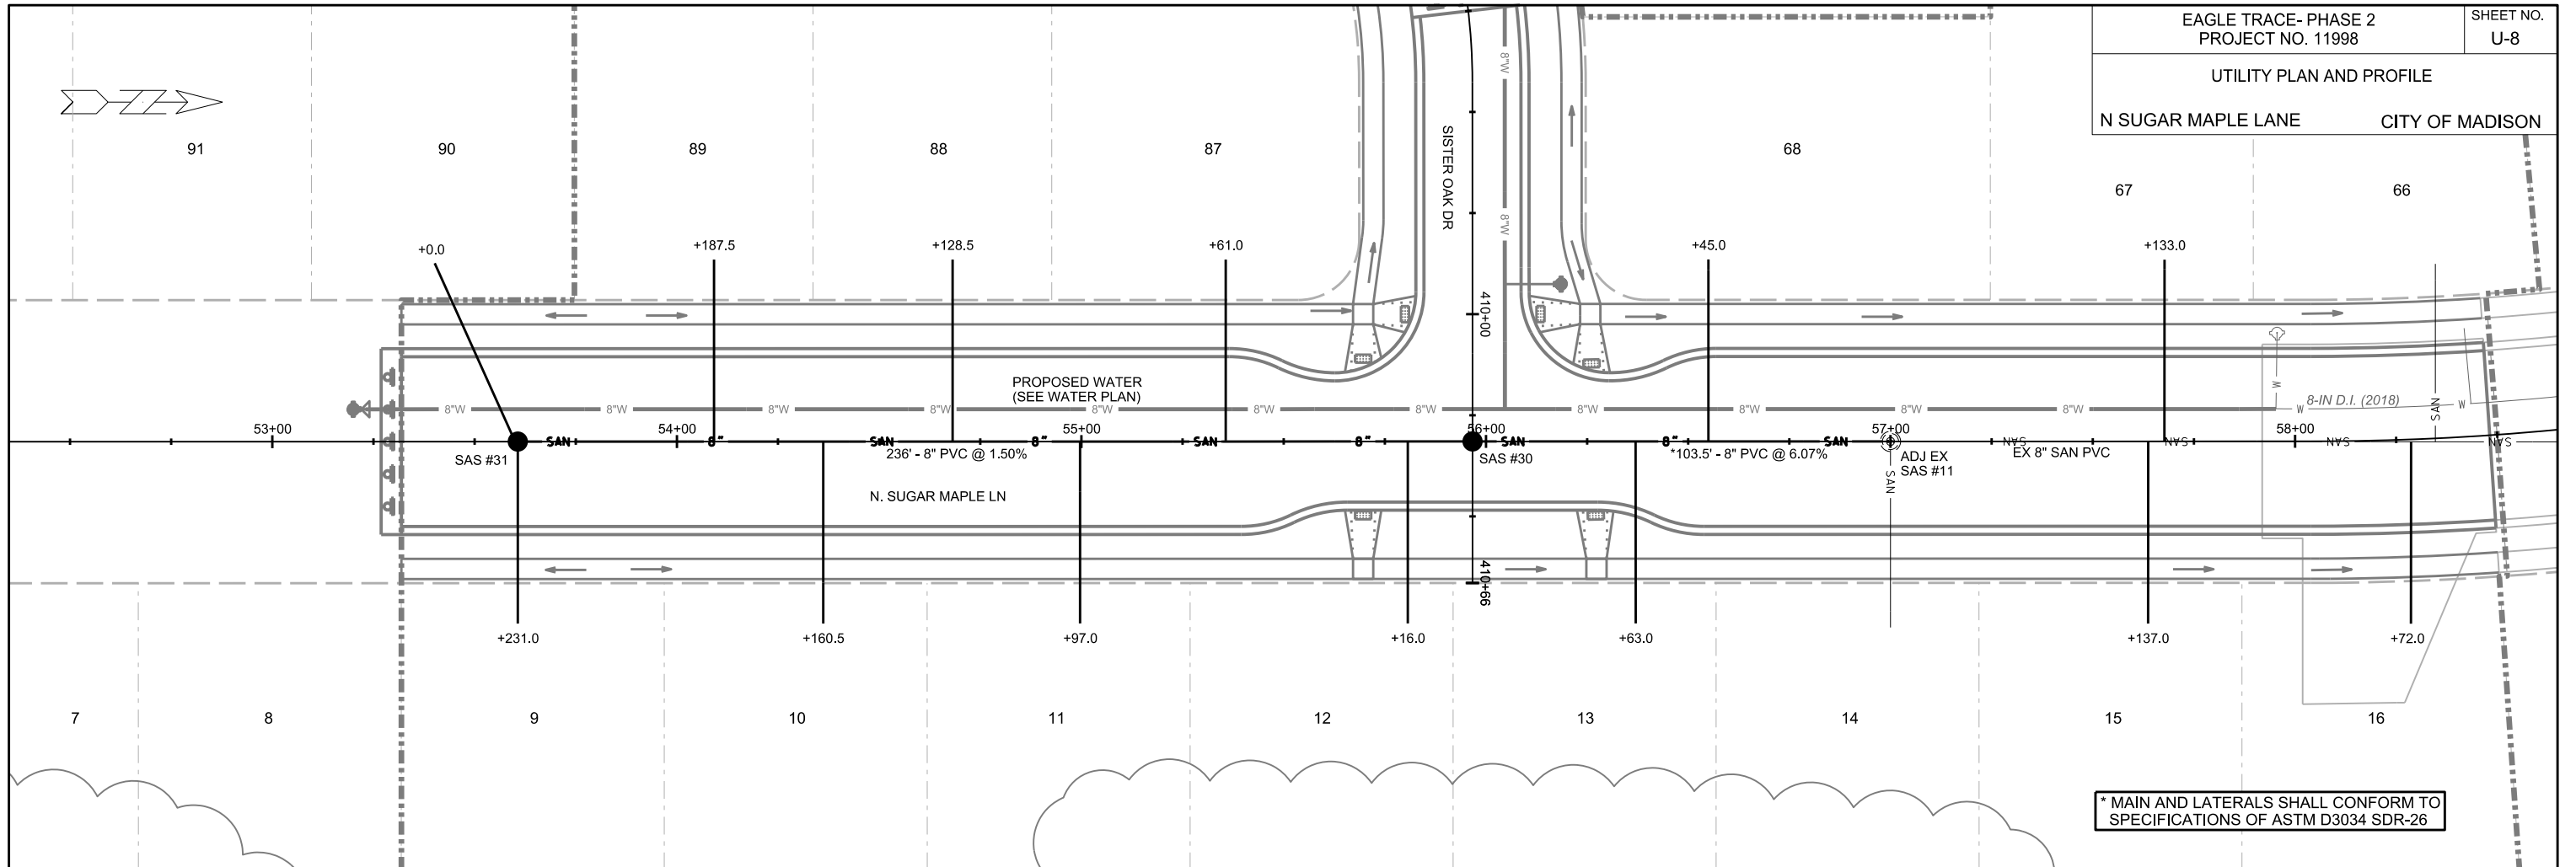 EAGLE TRACE- PHASE 2
PROJECT NO. 11998
SHEET NO.
U-8
UTILITY PLAN AND PROFILE
N SUGAR MAPLE LANE
CITY OF MADISON
91
90
89
88
87
68
67
66
SISTER OAK DR
8"W
8"W
+0.0
+187.5
+128.5
+61.0
+45.0
+133.0
410+00
PROPOSED WATER
(SEE WATER PLAN)
8"W
8"W
8"W
8"W
8"W
8"W
8"W
8"W
8"W
8"W
8"W
W
W
8-IN D.I. (2018)
W
SAN
53+00
54+00
55+00
56+00
57+00
58+00
SAN
8"
SAN
8"
SAN
8"
SAN
8"
SAN
SAN
SAN
SAN
SAN
SAS #31
236' - 8" PVC @ 1.50%
SAS #30
*103.5' - 8" PVC @ 6.07%
ADJ EX
SAS #11
EX 8" SAN PVC
SAN
N. SUGAR MAPLE LN
410+66
+231.0
+160.5
+97.0
+16.0
+63.0
+137.0
+72.0
7
8
9
10
11
12
13
14
15
16
* MAIN AND LATERALS SHALL CONFORM TO
SPECIFICATIONS OF ASTM D3034 SDR-26